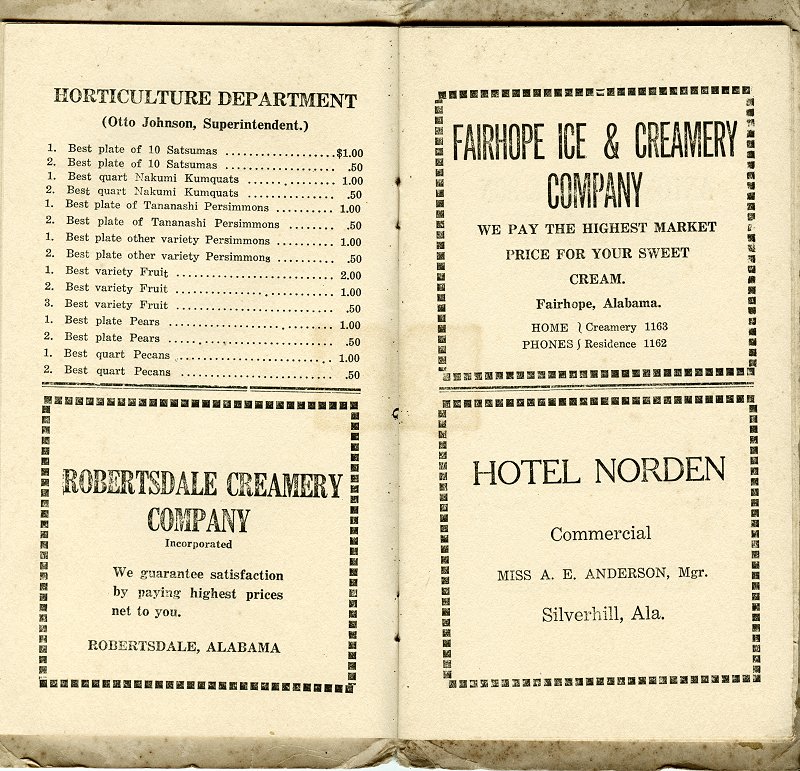 HORTICULTURE DEPARTMENT
(Otto Johnson, Superintendent.)
1. Best plate of 10 Satsumas ..................$1.00
2. Best plate of 10 Satsumas .................. .50
1. Best quart Nakumi Kumquats .............. 1.00
2. Best quart Nakumi Kumquats .............. .50
1. Best plate of Tananashi Persimmons .......... 1.00
2. Best plate of Tananashi Persimmons ........ .50
1. Best plate other variety Persimmons .......... 1.00
2. Best plate other variety Persimmons .......... .50
1. Best variety Fruit .......................... 2.00
2. Best variety Fruit .......................... 1.00
3. Best variety Fruit .......................... .50
1. Best plate Pears ............................ 1.00
2. Best plate Pears ............................ .50
1. Best quart Pecans .......................... 1.00
2. Best quart Pecans .......................... .50
ROBERTSDALE CREAMERY
COMPANY
Incorporated
We guarantee satisfaction
by paying highest prices
net to you.
ROBERTSDALE, ALABAMA
FAIRHOPE ICE & CREAMERY
COMPANY
WE PAY THE HIGHEST MARKET
PRICE FOR YOUR SWEET
CREAM.
Fairhope, Alabama.
HOME } Creamery 1163
PHONES } Residence 1162
HOTEL NORDEN
Commercial
MISS A. E. ANDERSON, Mgr.
Silverhill, Ala.